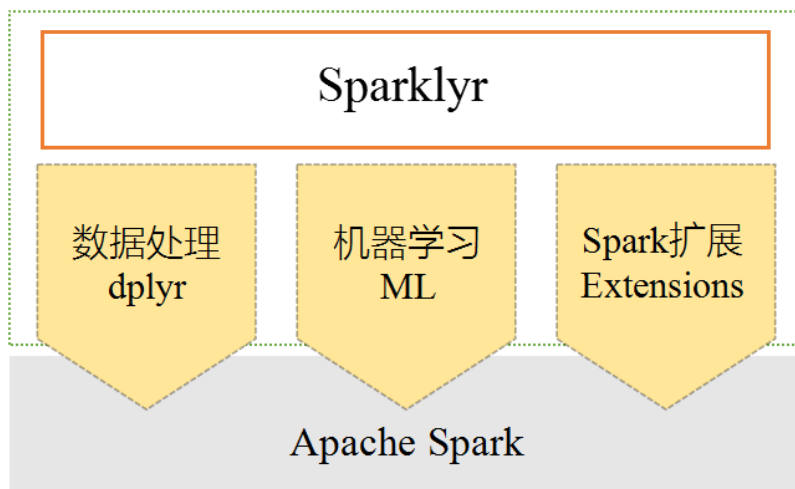 Sparklyr
数据处理
dplyr
机器学习
ML
Spark扩展
Extensions
Apache Spark